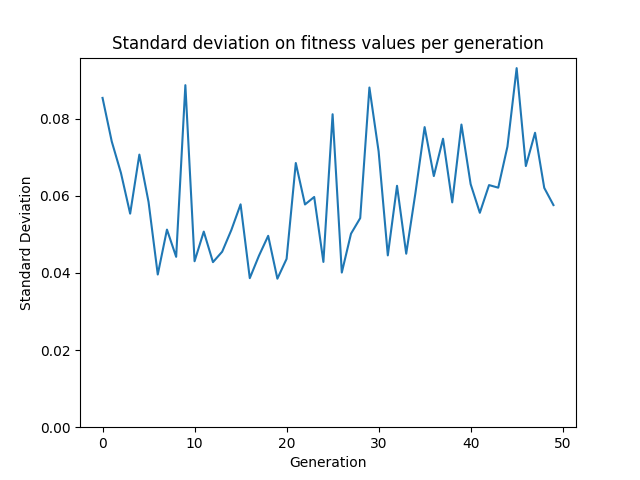 Standard deviation on fitness values per generation
Standard Deviation
0.08
0.06
0.04
0.02
0.00
0 10 20 30 40 50
Generation